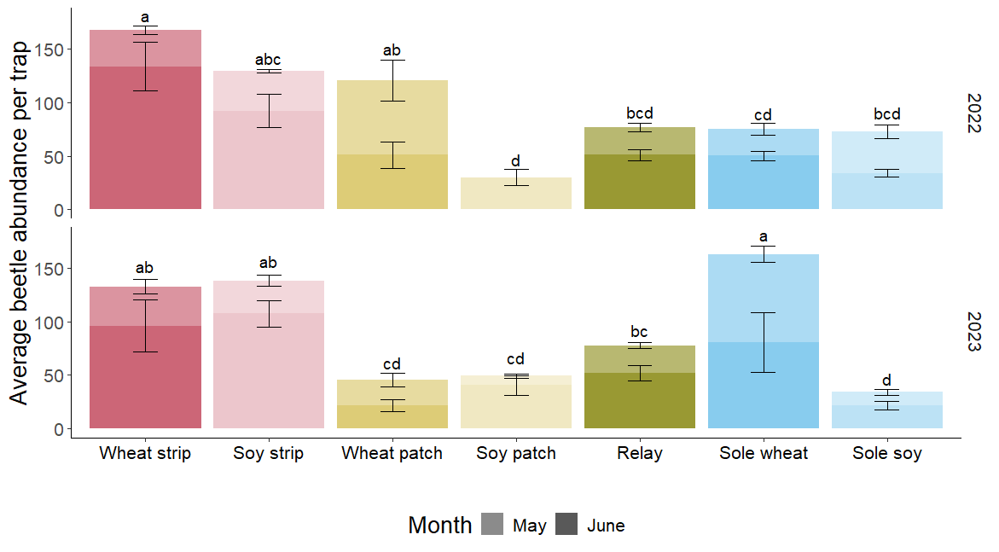 Average beetle abundance per trap
150
100
50
0
a
abc
ab
d
bcd
cd
bcd
2022
150
100
50
0
ab
ab
cd
cd
bc
a
d
2023
Wheat strip
Soy strip
Wheat patch
Soy patch
Relay
Sole wheat
Sole soy
Month
May
June